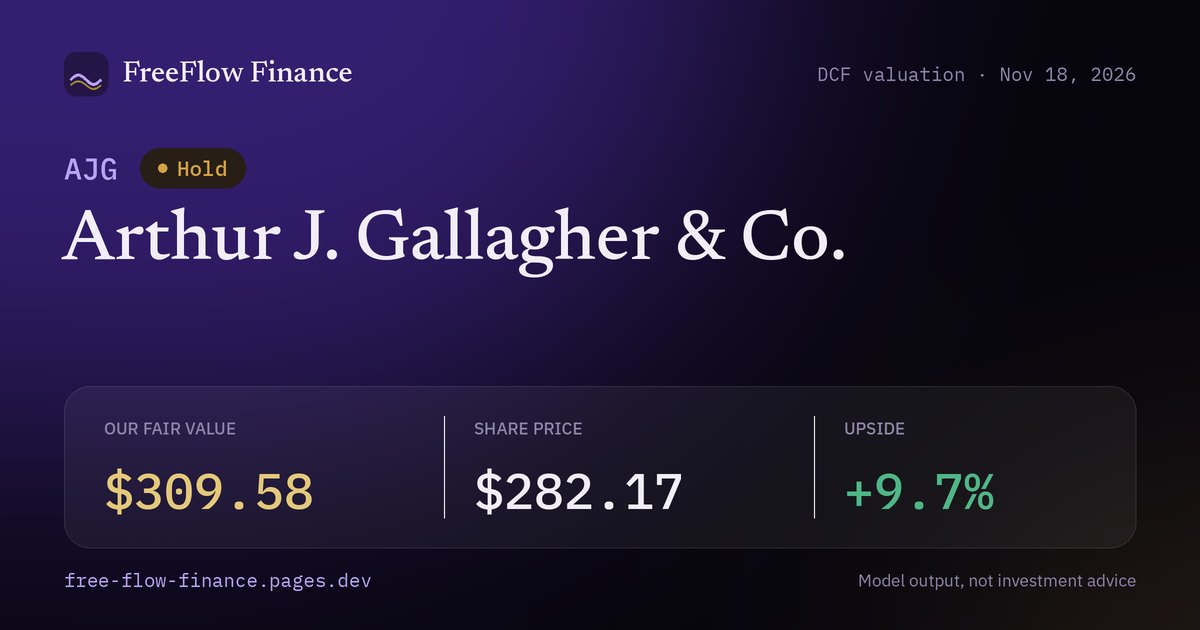 FreeFlow Finance
DCF valuation · Nov 18, 2026
AJG
Hold
Arthur J. Gallagher & Co.
OUR FAIR VALUE
$309.58
SHARE PRICE
$282.17
UPSIDE
+9.7%
free-flow-finance.pages.dev
Model output, not investment advice